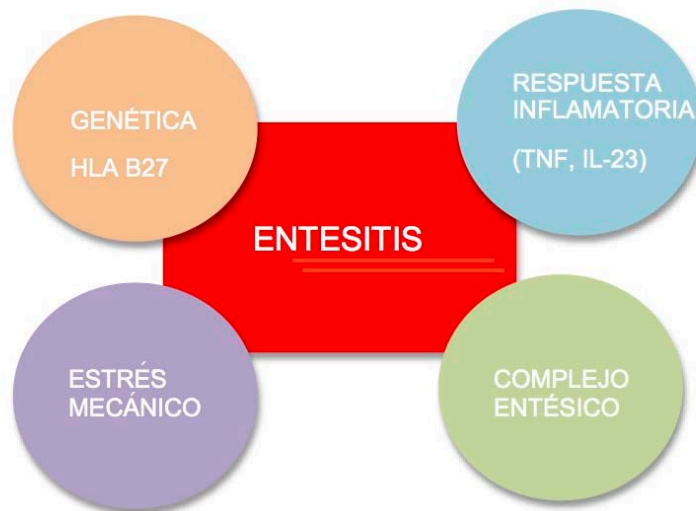 GENÉTICA
HLA B27
RESPUESTA
INFLAMATORIA
(TNF, IL-23)
ENTESITIS
ESTRÉS
MECÁNICO
COMPLEJO
ENTÉSICO